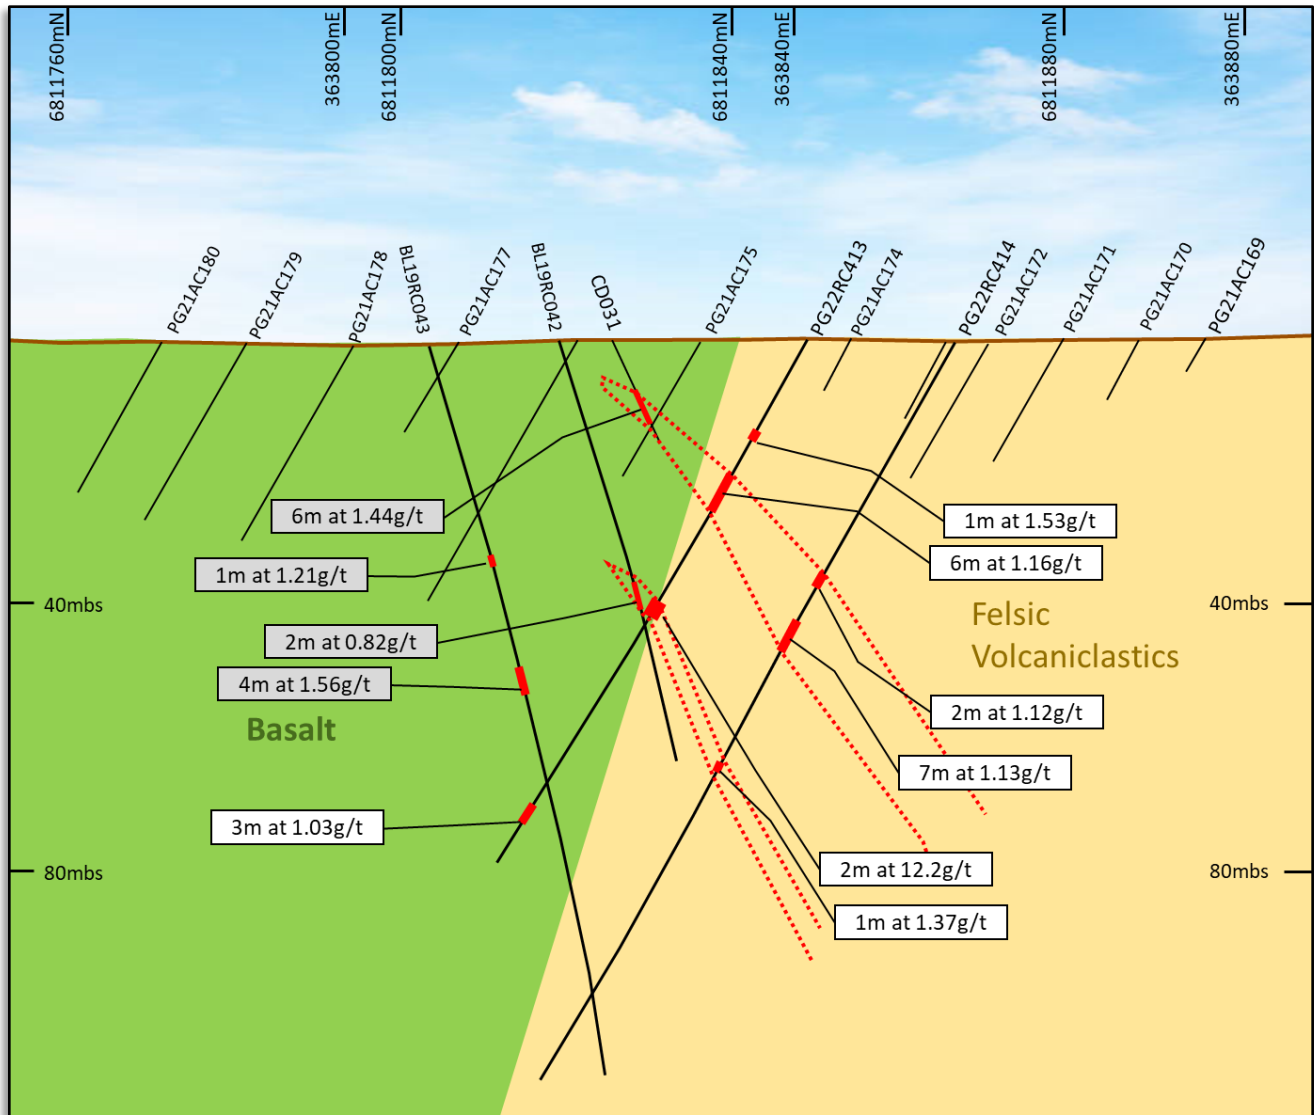 6811760mN
363800mE
6811800mN
6811840mN
363840mE
6811880mN
363880mE
PG21AC180
PG21AC179
PG21AC178
BL19RC043
PG21AC177
BL19RC042
CD031
PG21AC175
PG22RC413
PG21AC174
PG22RC414
PG21AC172
PG21AC171
PG21AC170
PG21AC169
6m at 1.44g/t
1m at 1.53g/t
6m at 1.16g/t
1m at 1.21g/t
40mbs
40mbs
Felsic
Volcaniclastics
2m at 0.82g/t
4m at 1.56g/t
Basalt
2m at 1.12g/t
7m at 1.13g/t
3m at 1.03g/t
80mbs
2m at 12.2g/t
80mbs
1m at 1.37g/t